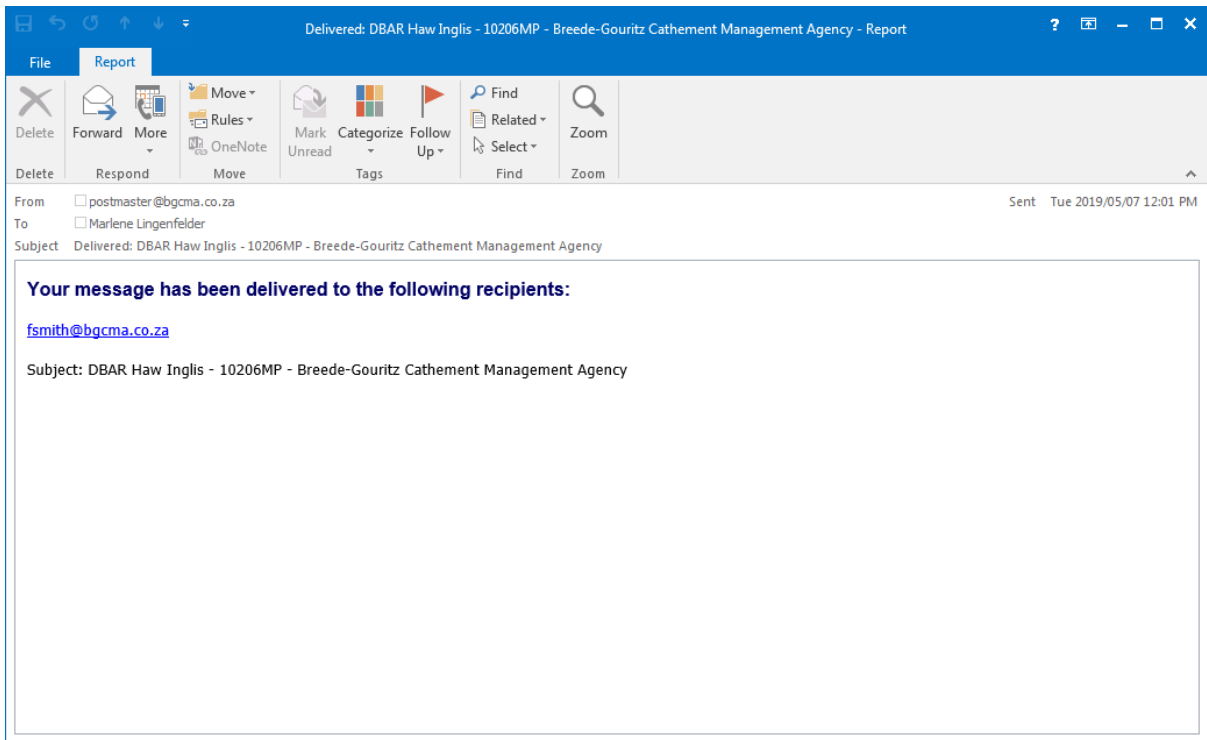 Delivered: DBAR Haw Inglis - 10206MP - Breede-Gouritz Cathement Management Agency - Report
File Report
Delete
Forward
More
Move
Rules
OneNote
Mark Unread
Categorize
Follow Up
Find
Related
Select
Zoom
Delete Respond Move Tags Find Zoom
From postmaster@bgcma.co.za Sent Tue 2019/05/07 12:01 PM
To Marlene Lingenfelder
Subject Delivered: DBAR Haw Inglis - 10206MP - Breede-Gouritz Cathement Management Agency
Your message has been delivered to the following recipients:
fsmith@bgcma.co.za
Subject: DBAR Haw Inglis - 10206MP - Breede-Gouritz Cathement Management Agency